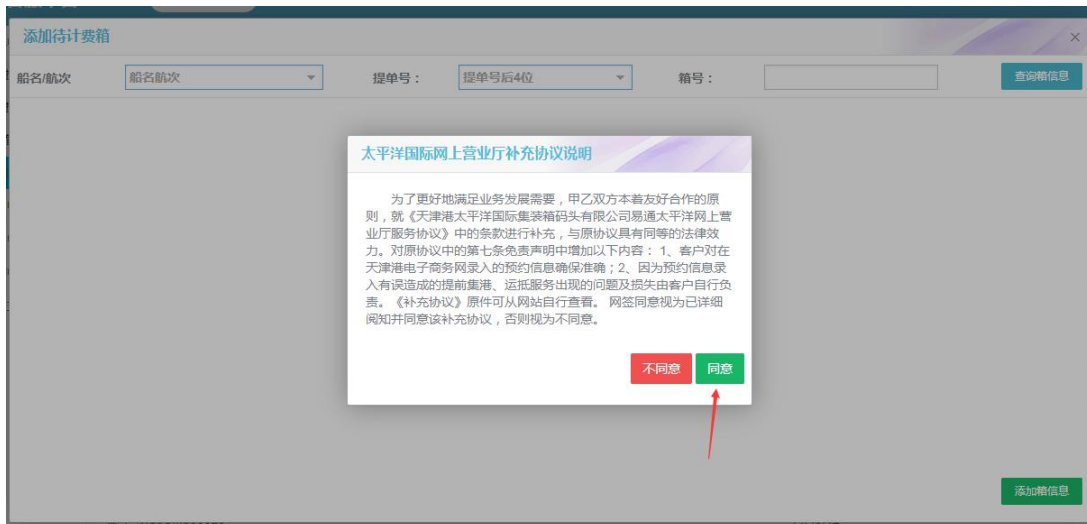 添加待计费箱
×
船名/航次 船名航次 提单号： 提单号后4位 箱号： 查询箱信息
太平洋国际网上营业厅补充协议说明
为了更好地满足业务发展需要，甲乙双方本着友好合作的原
则，就《天津港太平洋国际集装箱码头有限公司易通太平洋网上营
业厅服务协议》中的条款进行补充，与原协议具有同等的法律效
力。对原协议中的第七条免责声明中增加以下内容：1、客户对在
天津港电子商务网录入的预约信息确保准确；2、因为预约信息录
入有误造成的提前集港、运抵服务出现的问题及损失由客户自行负
责。《补充协议》原件可从网站自行查看。 网签同意视为已详细
阅知并同意该补充协议，否则视为不同意。
不同意 同意
添加箱信息